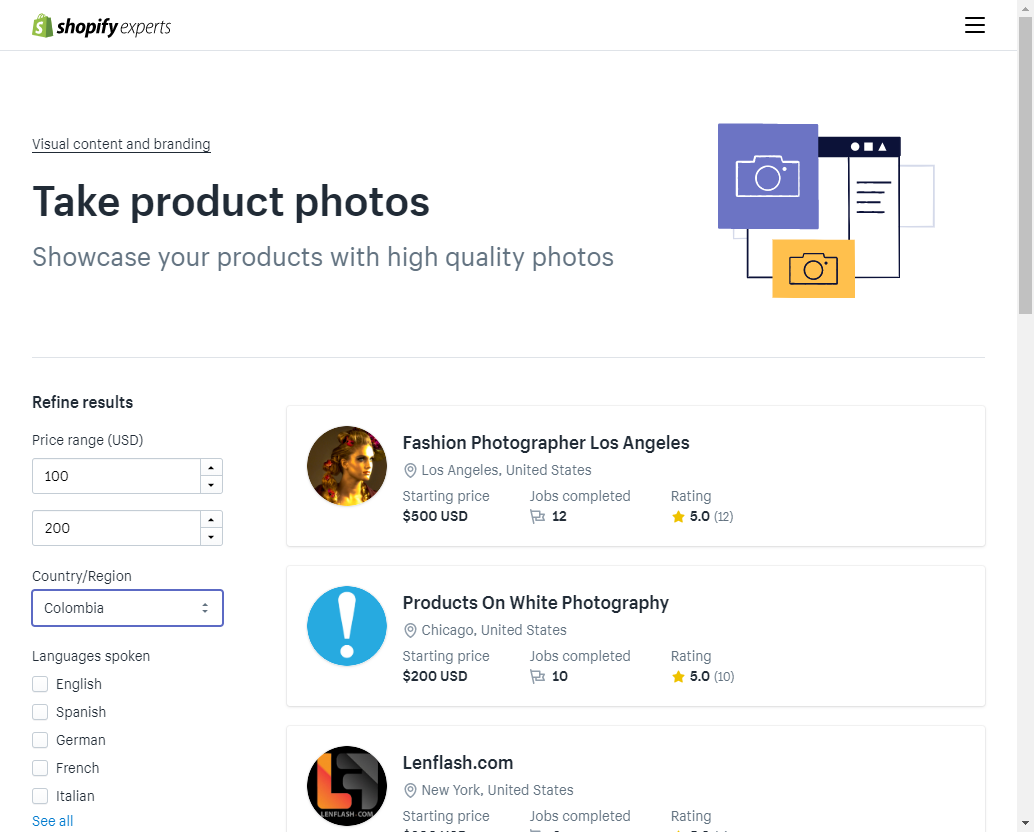 shopify experts
Visual content and branding
Take product photos
Showcase your products with high quality photos
Refine results
Price range (USD)
100
200
Country/Region
Colombia
Languages spoken
English
Spanish
German
French
Italian
See all
Fashion Photographer Los Angeles
Los Angeles, United States
Starting price Jobs completed Rating
$500 USD 12 5.0 (12)
Products On White Photography
Chicago, United States
Starting price Jobs completed Rating
$200 USD 10 5.0 (10)
LENFLASH.COM
Lenflash.com
New York, United States
Starting price Jobs completed Rating